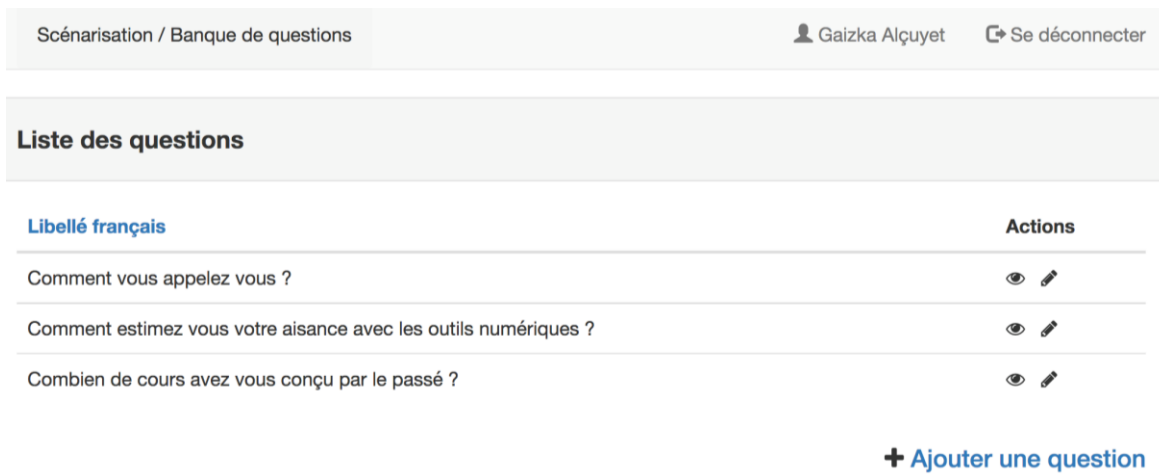 Scénarisation / Banque de questions Gaizka Alçuyet Se déconnecter
Liste des questions
Libellé français Actions
Comment vous appelez vous ?
Comment estimez vous votre aisance avec les outils numériques ?
Combien de cours avez vous conçu par le passé ?
Ajouter une question